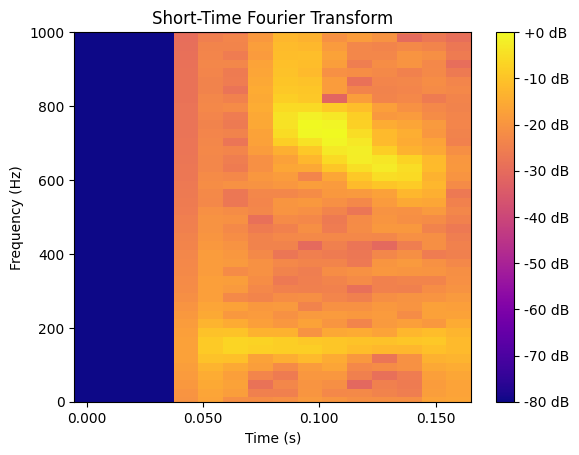 Short-Time Fourier Transform
Frequency (Hz)
1000
800
600
400
200
0
0.000 0.050 0.100 0.150
Time (s)
+0 dB
-10 dB
-20 dB
-30 dB
-40 dB
-50 dB
-60 dB
-70 dB
-80 dB